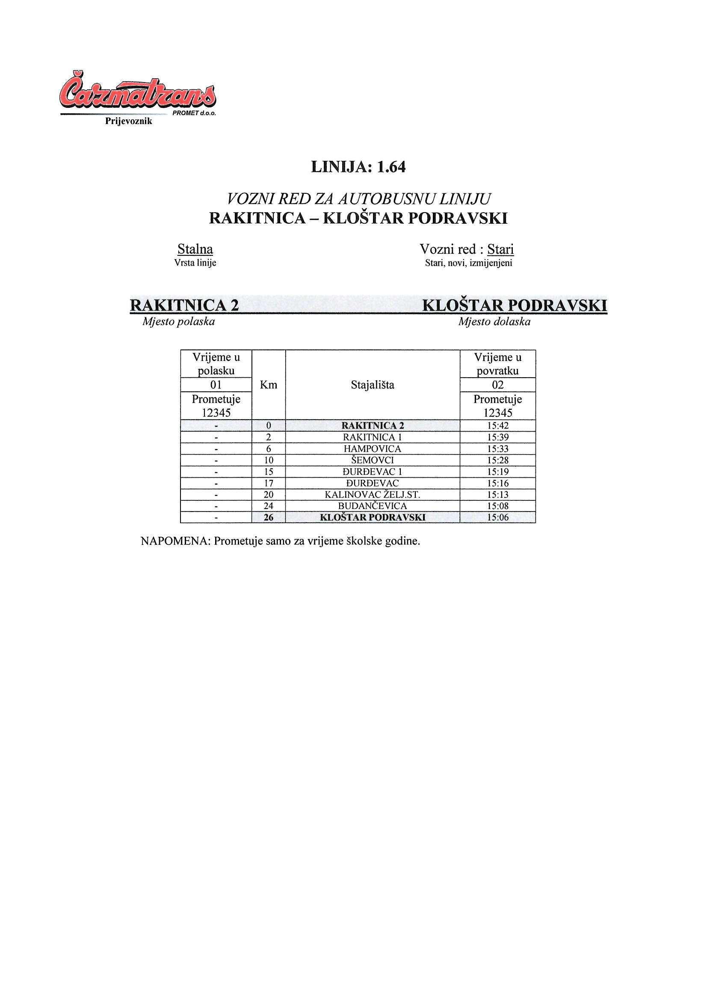 Čazmatrans
PROMET d.o.o.
Prijevoznik
LINIJA: 1.64
VOZNI RED ZA AUTOBUSNU LINIJU
RAKITNICA – KLOŠTAR PODRAVSKI
Stalna Vozni red : Stari
Vrsta linije Stari, novi, izmijenjeni
RAKITNICA 2 KLOŠTAR PODRAVSKI
Mjesto polaska Mjesto dolaska
Vrijeme u polasku Vrijeme u povratku
01 Km Stajališta 02
Prometuje 12345 Prometuje 12345
- 0 RAKITNICA 2 15:42
- 2 RAKITNICA 1 15:39
- 6 HAMPOVICA 15:33
- 10 ŠEMOVCI 15:28
- 15 ĐURĐEVAC 1 15:19
- 17 ĐURĐEVAC 15:16
- 20 KALINOVAC ŽELJ.ST. 15:13
- 24 BUDANČEVICA 15:08
- 26 KLOŠTAR PODRAVSKI 15:06
NAPOMENA: Prometuje samo za vrijeme školske godine.